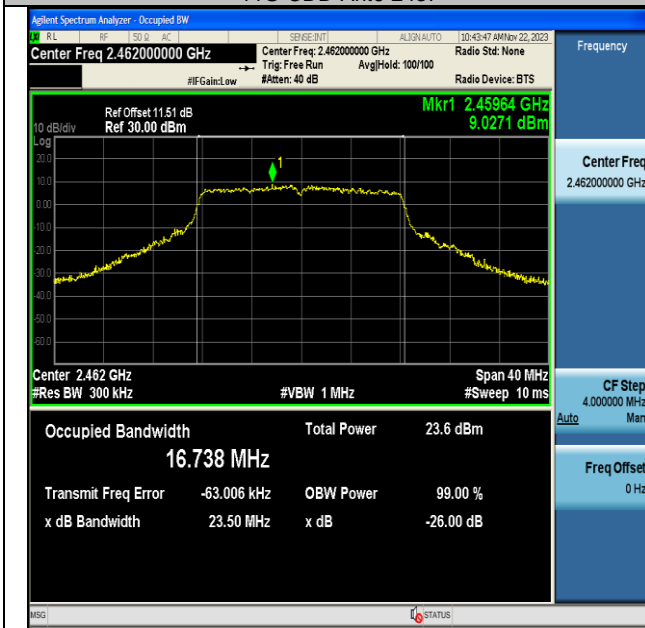 Agilent Spectrum Analyzer - Occupied BW
LXI RL RF 50 Ω AC SENSE:INT ALIGN AUTO 10:43:47 AM Nov 22, 2023
Center Freq 2.462000000 GHz
Center Freq: 2.462000000 GHz
Radio Std: None
Trig: Free Run Avg|Hold: 100/100
#IFGain:Low #Atten: 40 dB
Radio Device: BTS
Ref Offset 11.51 dB
10 dB/div Ref 30.00 dBm
Mkr1 2.45964 GHz
9.0271 dBm
Log
20.0
10.0
0.00
-10.0
-20.0
-30.0
-40.0
-50.0
-60.0
1
Center 2.462 GHz Span 40 MHz
#Res BW 300 kHz #VBW 1 MHz #Sweep 10 ms
Occupied Bandwidth Total Power 23.6 dBm
16.738 MHz
Transmit Freq Error -63.006 kHz OBW Power 99.00 %
x dB Bandwidth 23.50 MHz x dB -26.00 dB
MSG STATUS
Frequency
Center Freq
2.462000000 GHz
CF Step
4.000000 MHz
Auto Man
Freq Offset
0 Hz